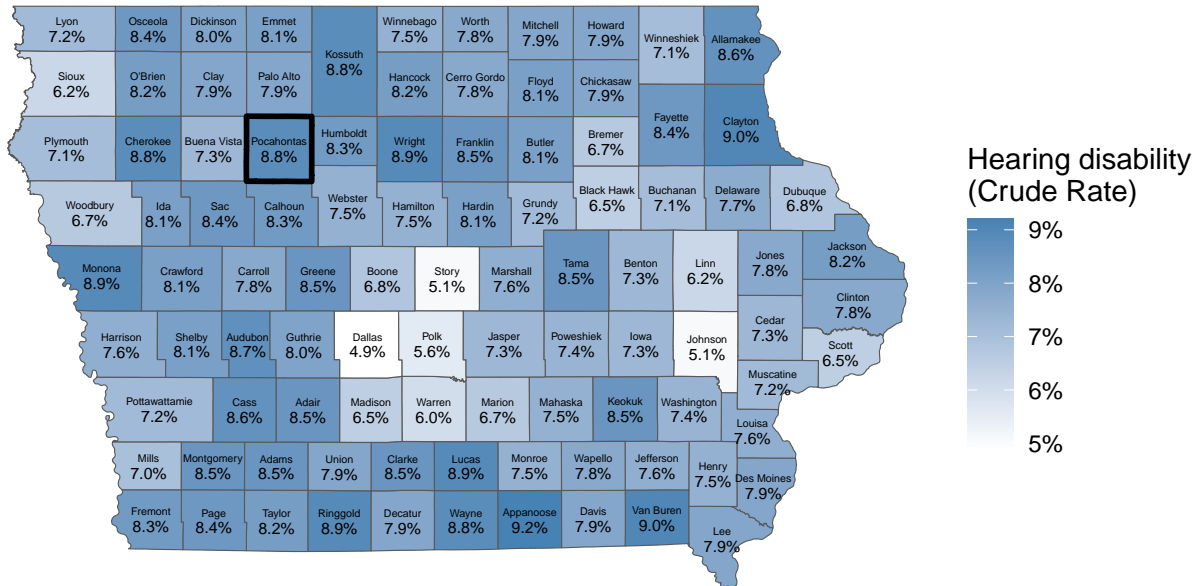 Lyon
7.2%
Osceola
8.4%
Dickinson
8.0%
Emmet
8.1%
Kossuth
8.8%
Winnebago
7.5%
Worth
7.8%
Mitchell
7.9%
Howard
7.9%
Winneshiek
7.1%
Allamakee
8.6%
Sioux
6.2%
O'Brien
8.2%
Clay
7.9%
Palo Alto
7.9%
Hancock
8.2%
Cerro Gordo
7.8%
Floyd
8.1%
Chickasaw
7.9%
Fayette
8.4%
Clayton
9.0%
Plymouth
7.1%
Cherokee
8.8%
Buena Vista
7.3%
Pocahontas
8.8%
Humboldt
8.3%
Wright
8.9%
Franklin
8.5%
Butler
8.1%
Bremer
6.7%
Woodbury
6.7%
Ida
8.1%
Sac
8.4%
Calhoun
8.3%
Webster
7.5%
Hamilton
7.5%
Hardin
8.1%
Grundy
7.2%
Black Hawk
6.5%
Buchanan
7.1%
Delaware
7.7%
Dubuque
6.8%
Monona
8.9%
Crawford
8.1%
Carroll
7.8%
Greene
8.5%
Boone
6.8%
Story
5.1%
Marshall
7.6%
Tama
8.5%
Benton
7.3%
Linn
6.2%
Jones
7.8%
Jackson
8.2%
Clinton
7.8%
Harrison
7.6%
Shelby
8.1%
Audubon
8.7%
Guthrie
8.0%
Dallas
4.9%
Polk
5.6%
Jasper
7.3%
Poweshiek
7.4%
Iowa
7.3%
Johnson
5.1%
Cedar
7.3%
Scott
6.5%
Muscatine
7.2%
Pottawattamie
7.2%
Cass
8.6%
Adair
8.5%
Madison
6.5%
Warren
6.0%
Marion
6.7%
Mahaska
7.5%
Keokuk
8.5%
Washington
7.4%
Louisa
7.6%
Mills
7.0%
Montgomery
8.5%
Adams
8.5%
Union
7.9%
Clarke
8.5%
Lucas
8.9%
Monroe
7.5%
Wapello
7.8%
Jefferson
7.6%
Henry
7.5%
Des Moines
7.9%
Fremont
8.3%
Page
8.4%
Taylor
8.2%
Ringgold
8.9%
Decatur
7.9%
Wayne
8.8%
Appanoose
9.2%
Davis
7.9%
Van Buren
9.0%
Lee
7.9%
Hearing disability
(Crude Rate)
9%
8%
7%
6%
5%